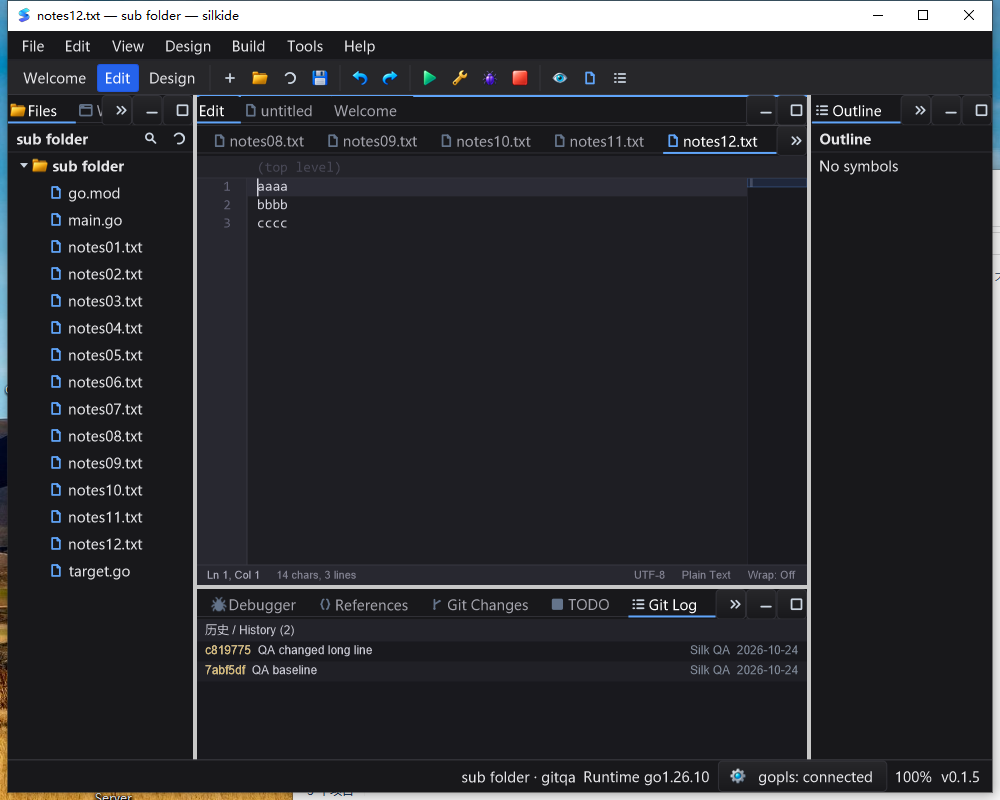 notes12.txt — sub folder — silkide
File Edit View Design Build Tools Help
Welcome Edit Design
Files
Edit untitled Welcome
Outline
sub folder
notes08.txt notes09.txt notes10.txt notes11.txt notes12.txt
Outline
No symbols
sub folder
go.mod
main.go
notes01.txt
notes02.txt
notes03.txt
notes04.txt
notes05.txt
notes06.txt
notes07.txt
notes08.txt
notes09.txt
notes10.txt
notes11.txt
notes12.txt
target.go
(top level)
1 aaaa
2 bbbb
3 cccc
Ln 1, Col 1 14 chars, 3 lines UTF-8 Plain Text Wrap: Off
Debugger References Git Changes TODO Git Log
历史 / History (2)
c819775 QA changed long line Silk QA 2026-10-24
7abf5df QA baseline Silk QA 2026-10-24
sub folder · gitqa Runtime go1.26.10 gopls: connected 100% v0.1.5
Server